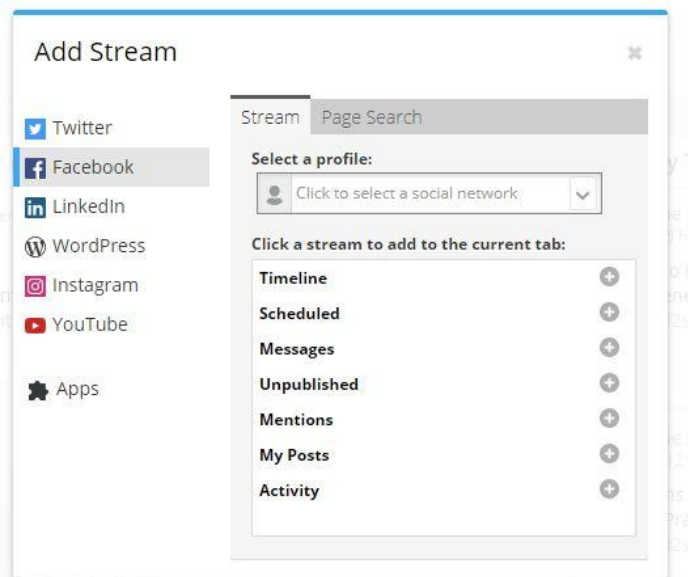 Add Stream
Twitter
Facebook
LinkedIn
WordPress
Instagram
YouTube
Apps
Stream
Page Search
Select a profile:
Click to select a social network
Click a stream to add to the current tab:
Timeline
Scheduled
Messages
Unpublished
Mentions
My Posts
Activity